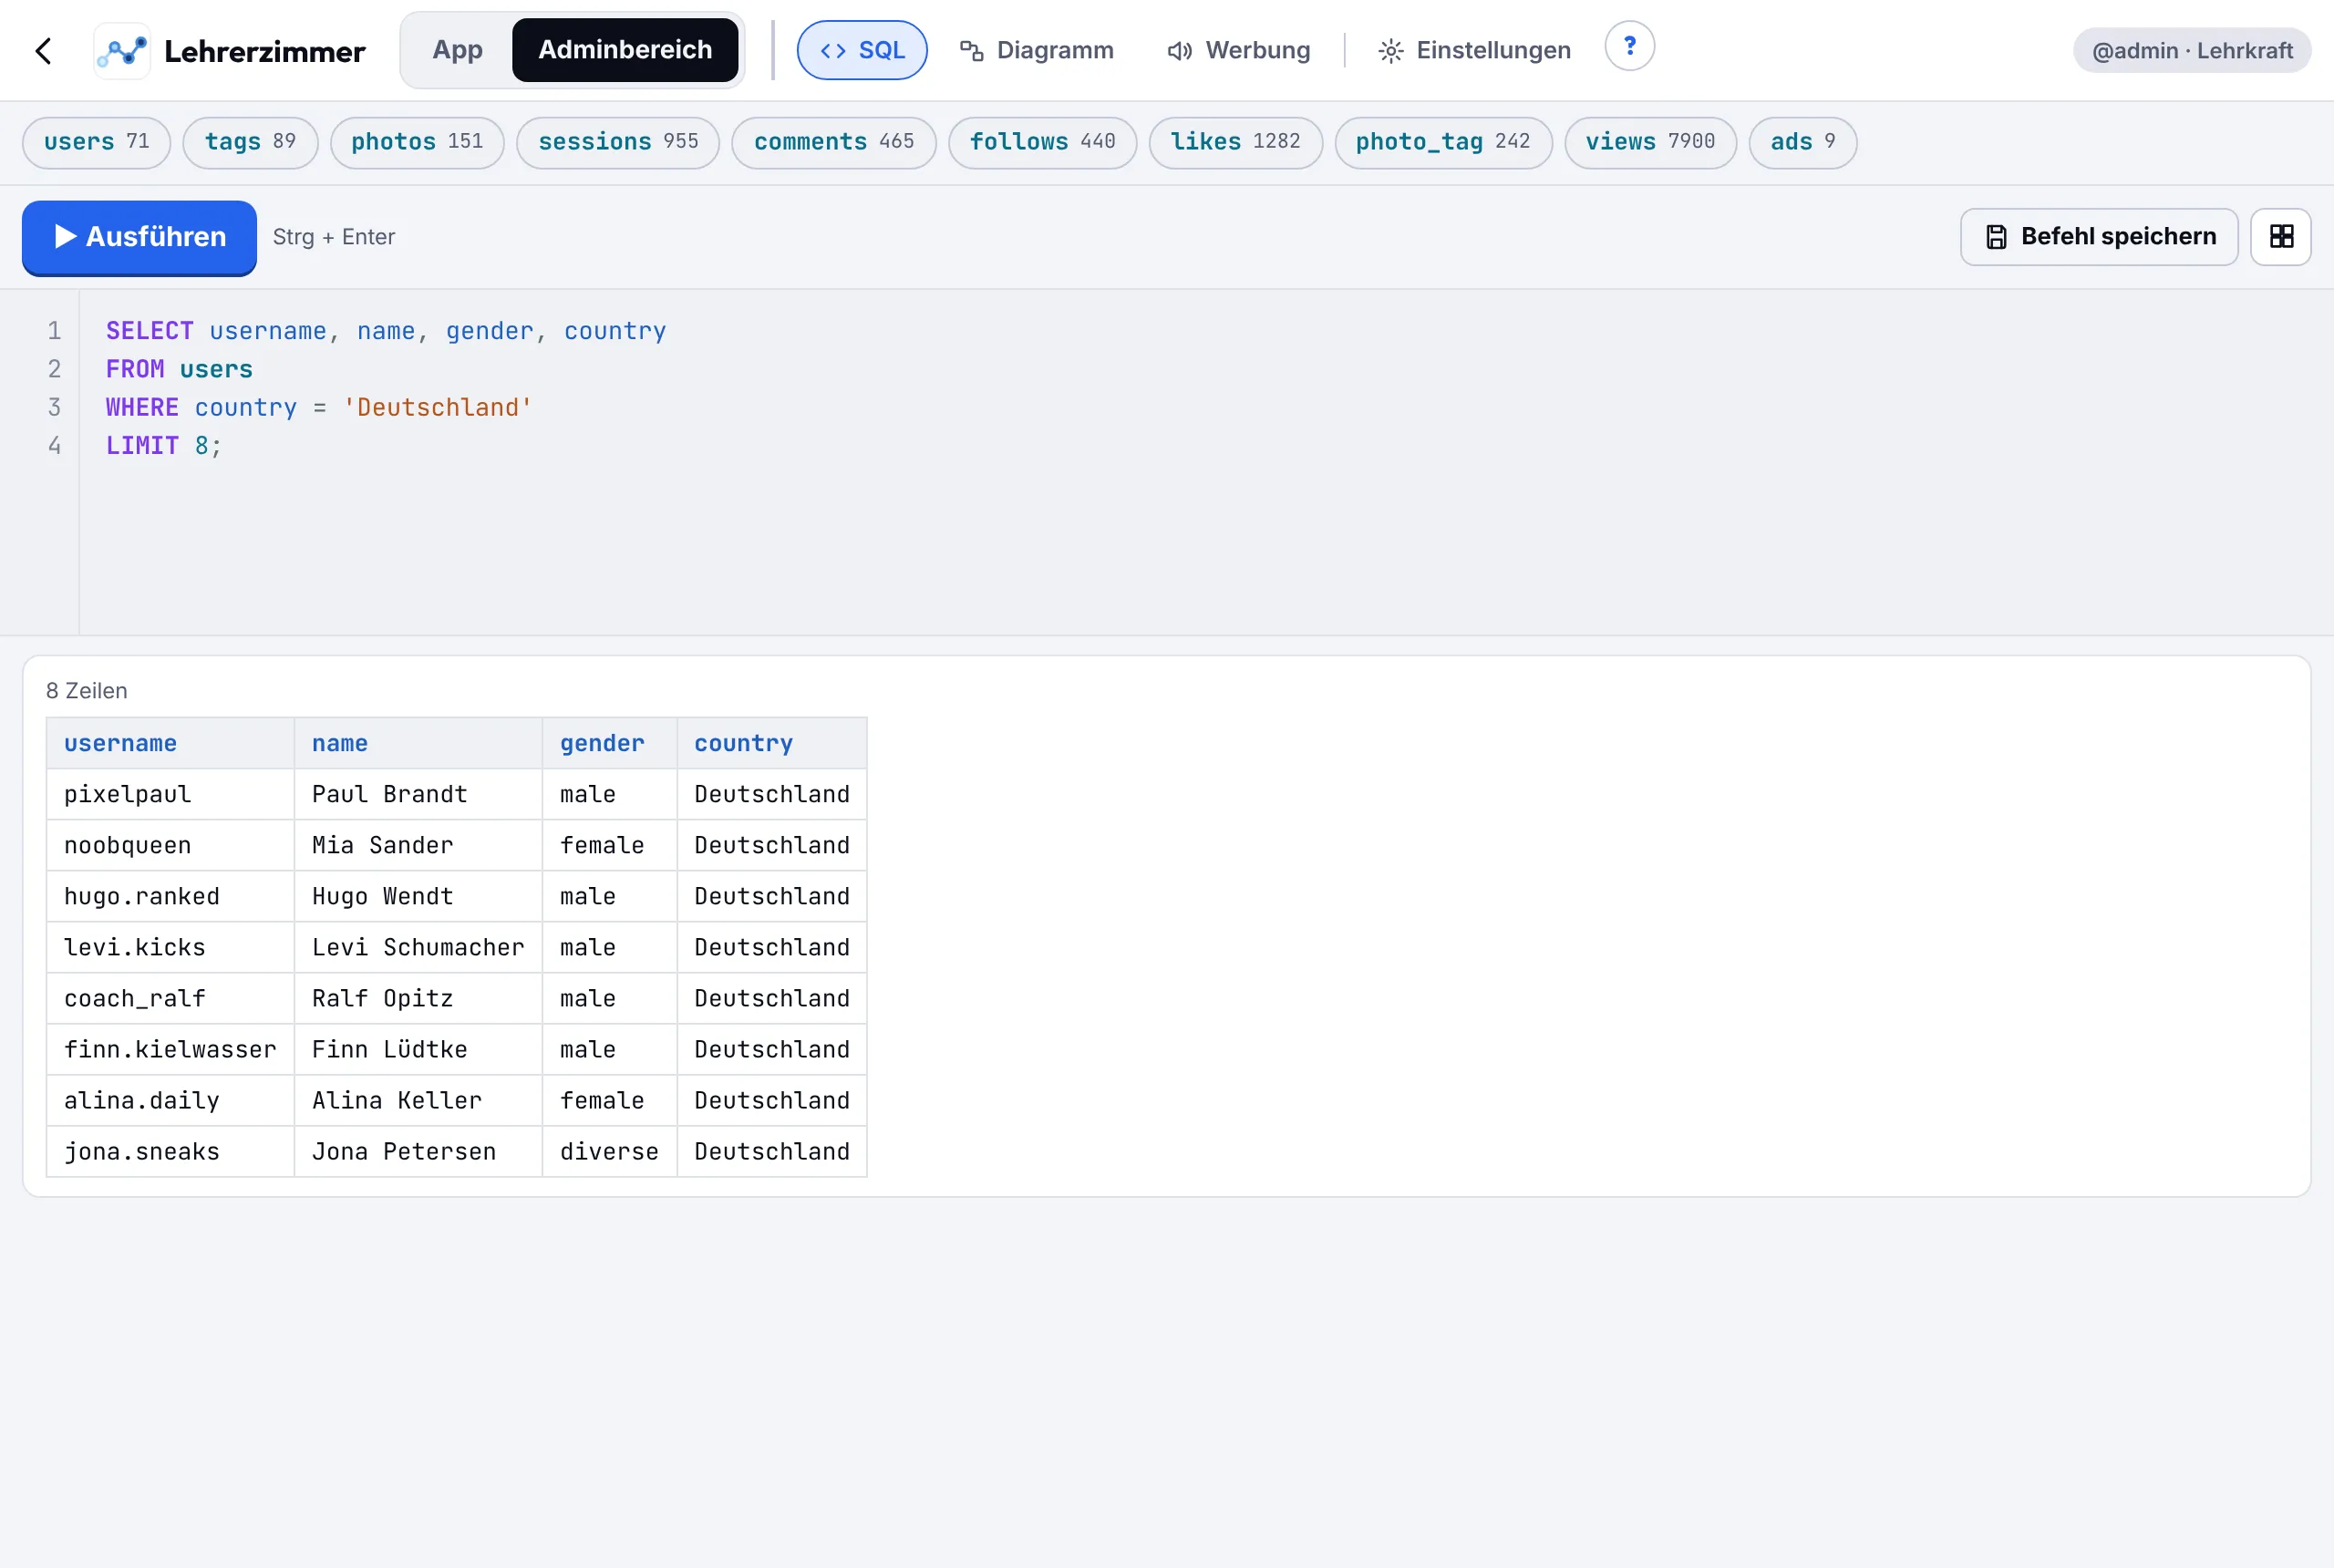 Lehrerzimmer App Adminbereich SQL Diagramm Werbung Einstellungen ? @admin · Lehrkraft
users 71 tags 89 photos 151 sessions 955 comments 465 follows 440 likes 1282 photo_tag 242 views 7900 ads 9
Ausführen Strg + Enter Befehl speichern
1 SELECT username, name, gender, country
2 FROM users
3 WHERE country = 'Deutschland'
4 LIMIT 8;
8 Zeilen
username name gender country
pixelpaul Paul Brandt male Deutschland
noobqueen Mia Sander female Deutschland
hugo.ranked Hugo Wendt male Deutschland
levi.kicks Levi Schumacher male Deutschland
coach_ralf Ralf Opitz male Deutschland
finn.kielwasser Finn Lüdtke male Deutschland
alina.daily Alina Keller female Deutschland
jona.sneaks Jona Petersen diverse Deutschland